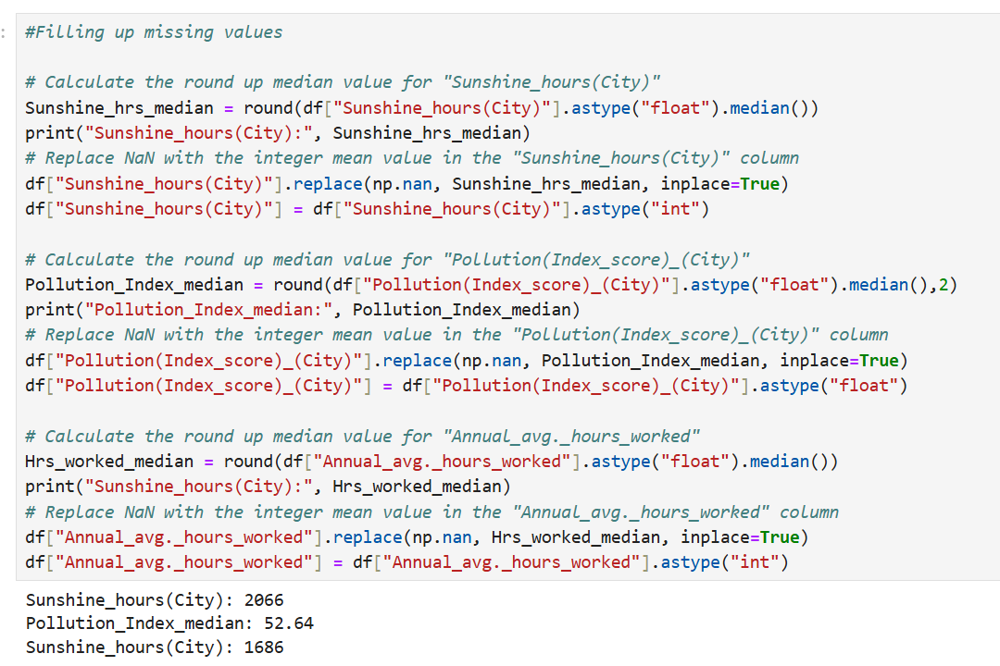 :
#Filling up missing values
# Calculate the round up median value for "Sunshine_hours(City)"
Sunshine_hrs_median = round(df["Sunshine_hours(City)"].astype("float").median())
print("Sunshine_hours(City):", Sunshine_hrs_median)
# Replace NaN with the integer mean value in the "Sunshine_hours(City)" column
df["Sunshine_hours(City)"].replace(np.nan, Sunshine_hrs_median, inplace=True)
df["Sunshine_hours(City)"] = df["Sunshine_hours(City)"].astype("int")
# Calculate the round up median value for "Pollution(Index_score)_(City)"
Pollution_Index_median = round(df["Pollution(Index_score)_(City)"].astype("float").median(),2)
print("Pollution_Index_median:", Pollution_Index_median)
# Replace NaN with the integer mean value in the "Pollution(Index_score)_(City)" column
df["Pollution(Index_score)_(City)"].replace(np.nan, Pollution_Index_median, inplace=True)
df["Pollution(Index_score)_(City)"] = df["Pollution(Index_score)_(City)"].astype("float")
# Calculate the round up median value for "Annual_avg._hours_worked"
Hrs_worked_median = round(df["Annual_avg._hours_worked"].astype("float").median())
print("Sunshine_hours(City):", Hrs_worked_median)
# Replace NaN with the integer mean value in the "Annual_avg._hours_worked" column
df["Annual_avg._hours_worked"].replace(np.nan, Hrs_worked_median, inplace=True)
df["Annual_avg._hours_worked"] = df["Annual_avg._hours_worked"].astype("int")
Sunshine_hours(City): 2066
Pollution_Index_median: 52.64
Sunshine_hours(City): 1686